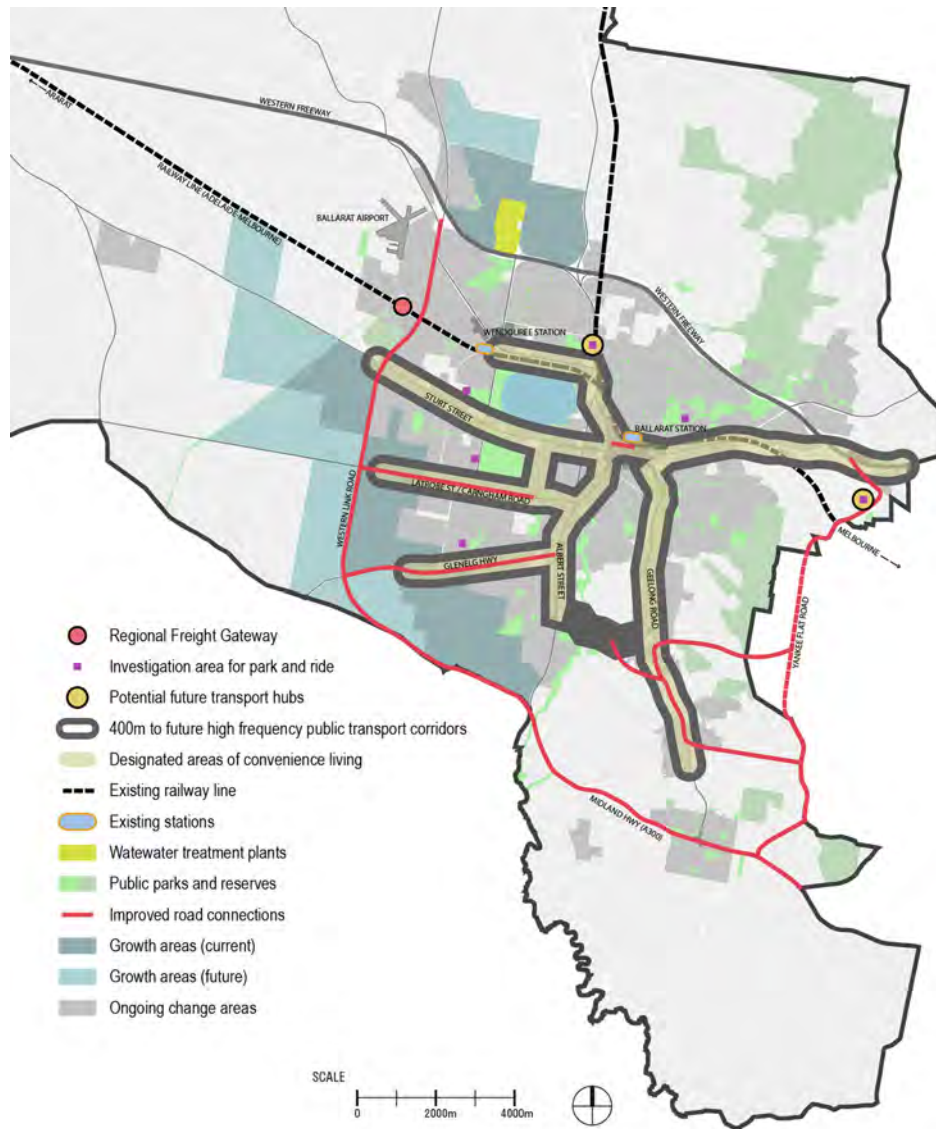 WESTERN FREEWAY
ARARAT
RAILWAY LINE (ADELAIDE-MELBOURNE)
BALLARAT AIRPORT
WESTERN FREEWAY
WENDOUREE STATION
STURT STREET
BALLARAT STATION
LATROBE ST / CARNGHAM ROAD
WESTERN LINK ROAD
MELBOURNE
ALBERT STREET
GLENELG HWY
GEELONG ROAD
YANKEE FLAT ROAD
MIDLAND HWY (A300)
Regional Freight Gateway
Investigation area for park and ride
Potential future transport hubs
400m to future high frequency public transport corridors
Designated areas of convenience living
Existing railway line
Existing stations
Watewater treatment plants
Public parks and reserves
Improved road connections
Growth areas (current)
Growth areas (future)
Ongoing change areas
SCALE
0 2000m 4000m